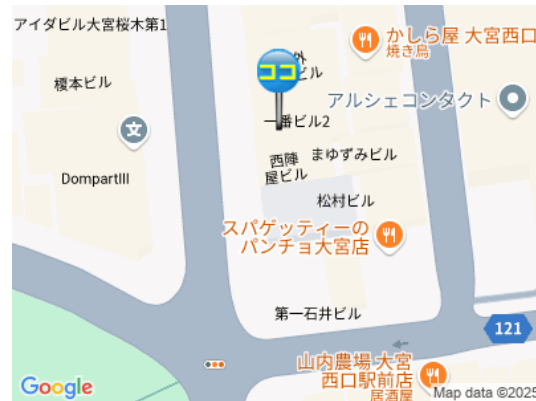 アイダビル大宮桜木第1
かしら屋 大宮西口
焼き鳥
外
ビル
ココ
榎本ビル
アルシェコンタクト
一番ビル2
文
西陣
屋ビル
まゆずみビル
DompartIII
松村ビル
スパゲッティーの
パンチョ大宮店
第一石井ビル
121
山内農場 大宮
西口駅前店
居酒屋
Google
Map data ©2025